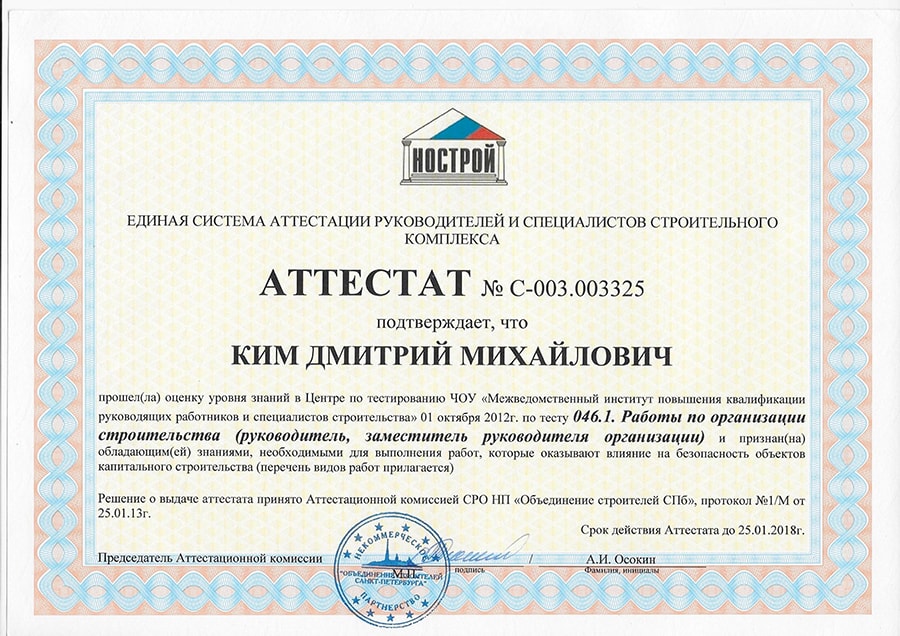 НОСТРОЙ
ЕДИНАЯ СИСТЕМА АТТЕСТАЦИИ РУКОВОДИТЕЛЕЙ И СПЕЦИАЛИСТОВ СТРОИТЕЛЬНОГО
КОМПЛЕКСА
АТТЕСТАТ № С-003.003325
подтверждает, что
КИМ ДМИТРИЙ МИХАЙЛОВИЧ
прошел(ла) оценку уровня знаний в Центре по тестированию ЧОУ «Межведомственный институт повышения квалификации
руководящих работников и специалистов строительства» 01 октября 2012г. по тесту 046.1. Работы по организации
строительства (руководитель, заместитель руководителя организации) и признан(на)
обладающим(ей) знаниями, необходимыми для выполнения работ, которые оказывают влияние на безопасность объектов
капитального строительства (перечень видов работ прилагается)
Решение о выдаче аттестата принято Аттестационной комиссией СРО НП «Объединение строителей СПб», протокол №1/М от
25.01.13г.
Срок действия Аттестата до 25.01.2018г.
Председатель Аттестационной комиссии / А.И. Осокин
М.П. подпись Фамилия, инициалы
НЕКОММЕРЧЕСКОЕ
"ОБЪЕДИНЕНИЕ СТРОИТЕЛЕЙ
САНКТ-ПЕТЕРБУРГА"
ПАРТНЕРСТВО